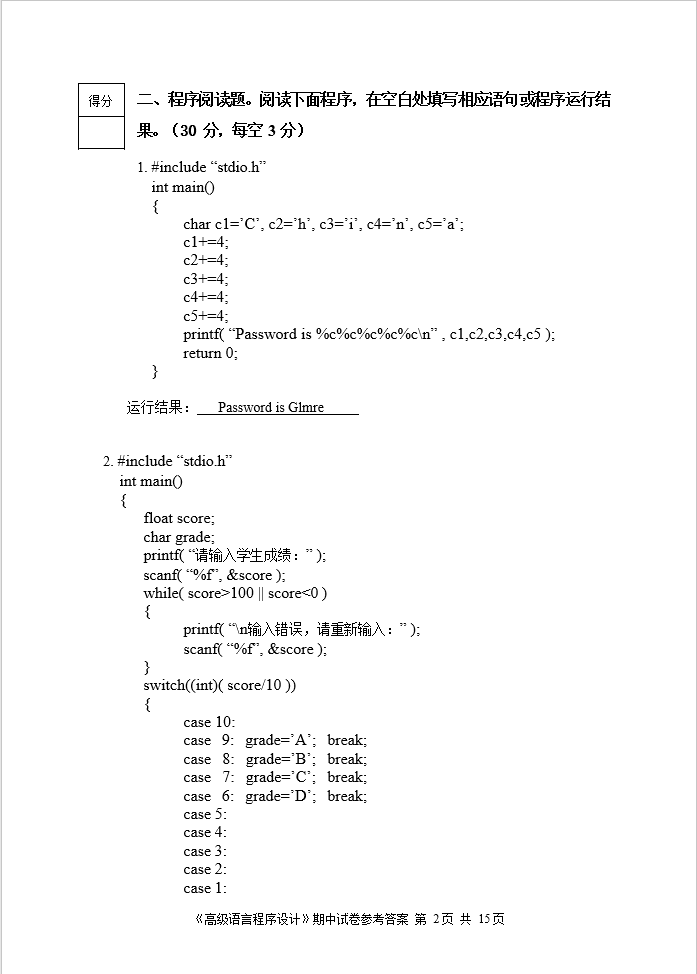 得分
二、程序阅读题。阅读下面程序，在空白处填写相应语句或程序运行结
果。（30 分，每空 3 分）
1. #include “stdio.h”
int main()
{
char c1=’C’, c2=’h’, c3=’i’, c4=’n’, c5=’a’;
c1+=4;
c2+=4;
c3+=4;
c4+=4;
c5+=4;
printf( “Password is %c%c%c%c%c\n” , c1,c2,c3,c4,c5 );
return 0;
}
运行结果：   Password is Glmre
2. #include “stdio.h”
int main()
{
float score;
char grade;
printf( “请输入学生成绩：” );
scanf( “%f”, &score );
while( score>100 || score<0 )
{
printf( “\n输入错误，请重新输入：” );
scanf( “%f”, &score );
}
switch((int)( score/10 ))
{
case 10:
case 9: grade=’A’; break;
case 8: grade=’B’; break;
case 7: grade=’C’; break;
case 6: grade=’D’; break;
case 5:
case 4:
case 3:
case 2:
case 1:
《高级语言程序设计》期中试卷参考答案 第 2页 共 15页